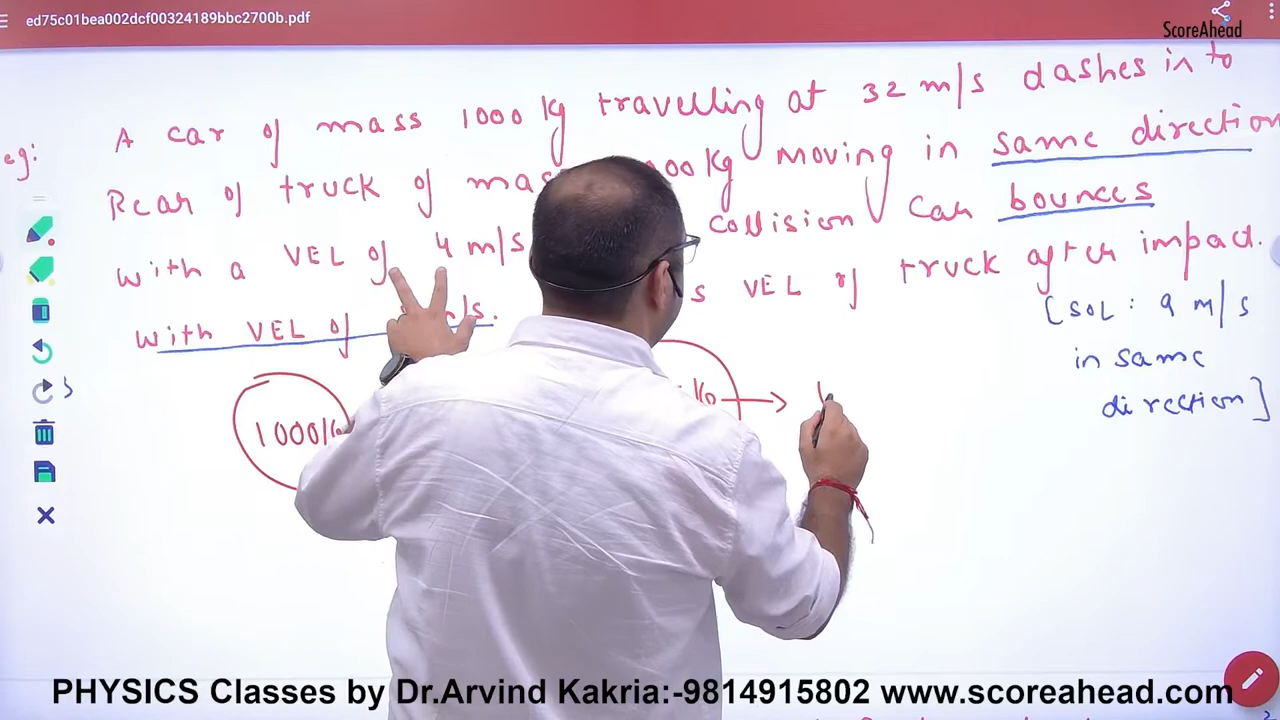 ed75c01bea002dcf00324189bbc2700b.pdf
ScoreAhead
eg: A car of mass 1000 kg travelling at 32 m/s dashes in to
Rear of truck of mas 000 kg moving in same direction
with a VEL of 4 m/s collision Car bounces
with VEL of /s. s VEL of truck after impact.
[SOL: 9 m/s
in same
direction]
1000
PHYSICS Classes by Dr.Arvind Kakria:-9814915802 www.scoreahead.com